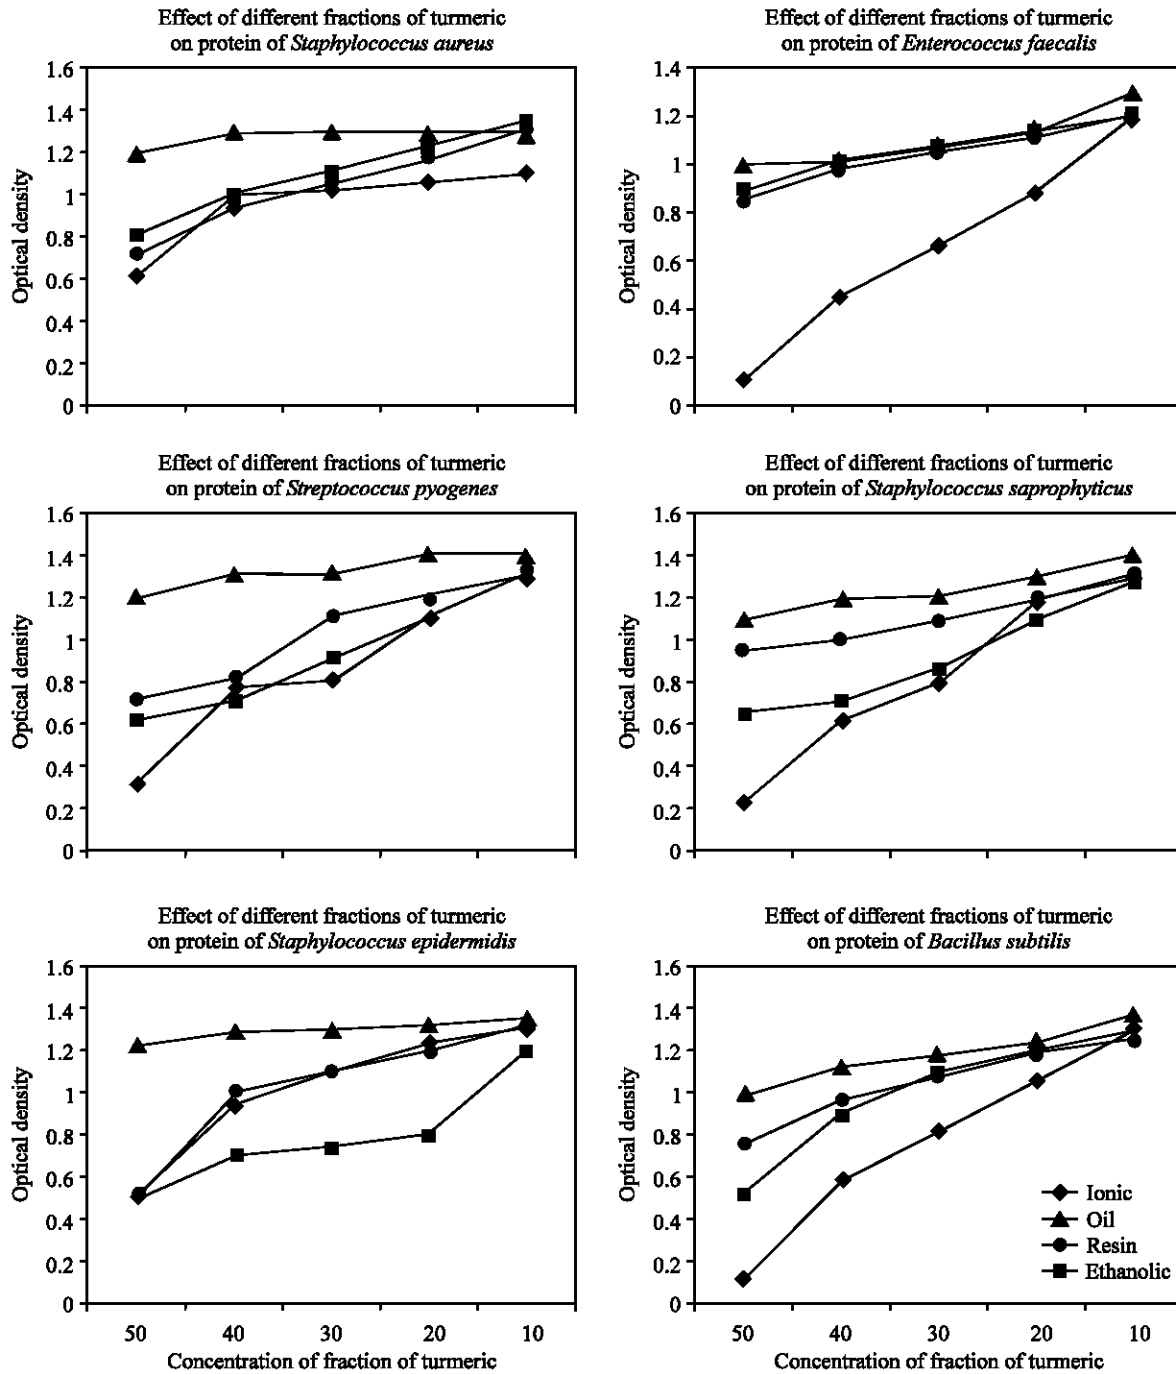 Effect of different fractions of turmeric
on protein of Staphylococcus aureus
1.6
1.4
1.2
1
0.8
0.6
0.4
0.2
0
Optical density
Effect of different fractions of turmeric
on protein of Enterococcus faecalis
1.4
1.2
1
0.8
0.6
0.4
0.2
0
Optical density
Effect of different fractions of turmeric
on protein of Streptococcus pyogenes
1.6
1.4
1.2
1
0.8
0.6
0.4
0.2
0
Optical density
Effect of different fractions of turmeric
on protein of Staphylococcus saprophyticus
1.6
1.4
1.2
1
0.8
0.6
0.4
0.2
0
Optical density
Effect of different fractions of turmeric
on protein of Staphylococcus epidermidis
1.6
1.4
1.2
1
0.8
0.6
0.4
0.2
0
Optical density
50 40 30 20 10
Concentration of fraction of turmeric
Effect of different fractions of turmeric
on protein of Bacillus subtilis
1.6
1.4
1.2
1
0.8
0.6
0.4
0.2
0
Optical density
Ionic
Oil
Resin
Ethanolic
50 40 30 20 10
Concentration of fraction of turmeric